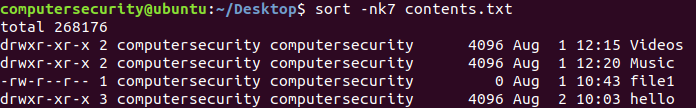 computersecurity@ubuntu:~/Desktop$ sort -nk7 contents.txt
total 268176
drwxr-xr-x 2 computersecurity computersecurity      4096 Aug  1 12:15 Videos
drwxr-xr-x 2 computersecurity computersecurity      4096 Aug  1 12:20 Music
-rw-r--r-- 1 computersecurity computersecurity         0 Aug  1 10:43 file1
drwxr-xr-x 3 computersecurity computersecurity      4096 Aug  2 10:03 hello